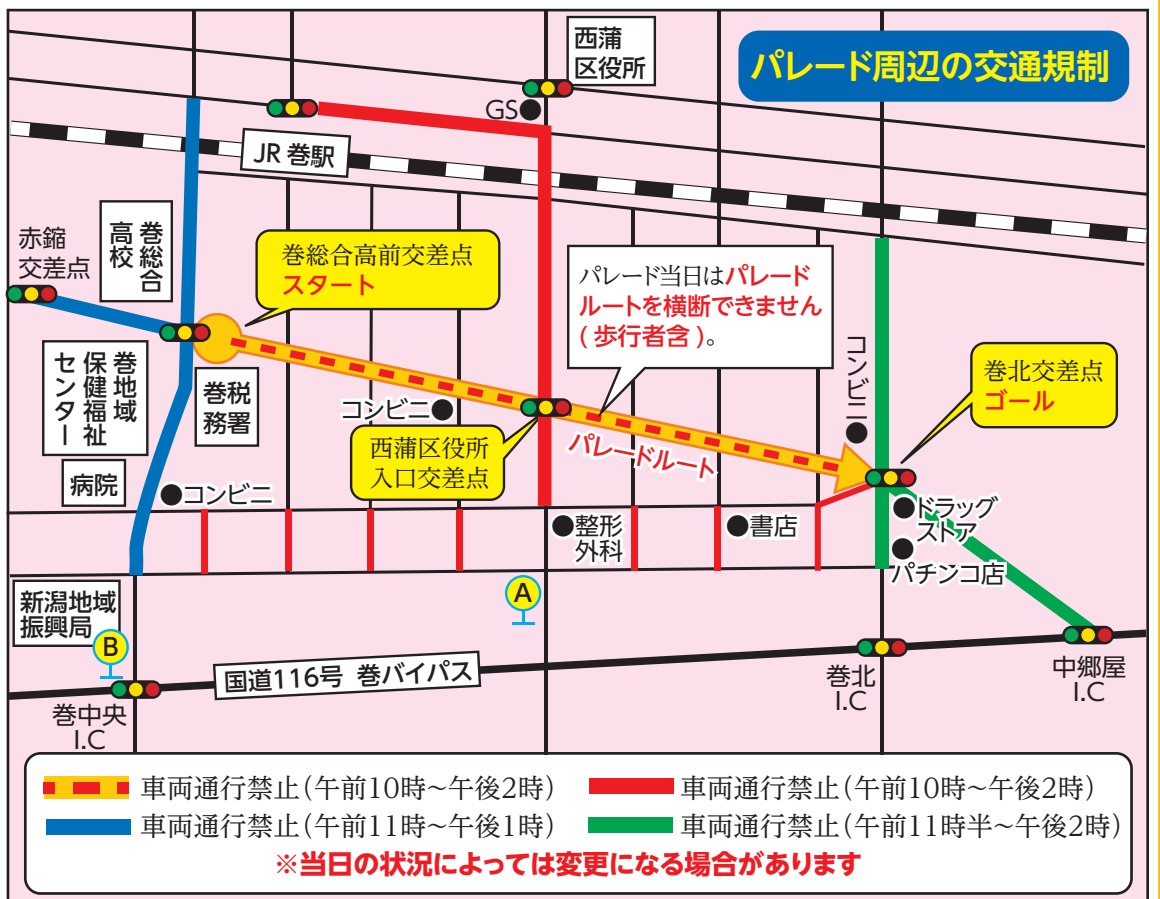 パレード周辺の交通規制
西蒲
区役所
GS
JR 巻駅
赤鏥
交差点
巻総合
高校
巻総合高前交差点
スタート
パレード当日はパレード
ルートを横断できません
(歩行者含)。
コンビニ
巻北交差点
ゴール
巻地域
保健福祉
センター
巻税
務署
コンビニ
西蒲区役所
入口交差点
パレードルート
病院
コンビニ
整形
外科
書店
ドラッグ
ストア
パチンコ店
新潟地域
振興局
A
B
国道116号 巻バイパス
巻中央
I.C
巻北
I.C
中郷屋
I.C
車両通行禁止(午前10時〜午後2時)
車両通行禁止(午前10時〜午後2時)
車両通行禁止(午前11時〜午後1時)
車両通行禁止(午前11時半〜午後2時)
※当日の状況によっては変更になる場合があります